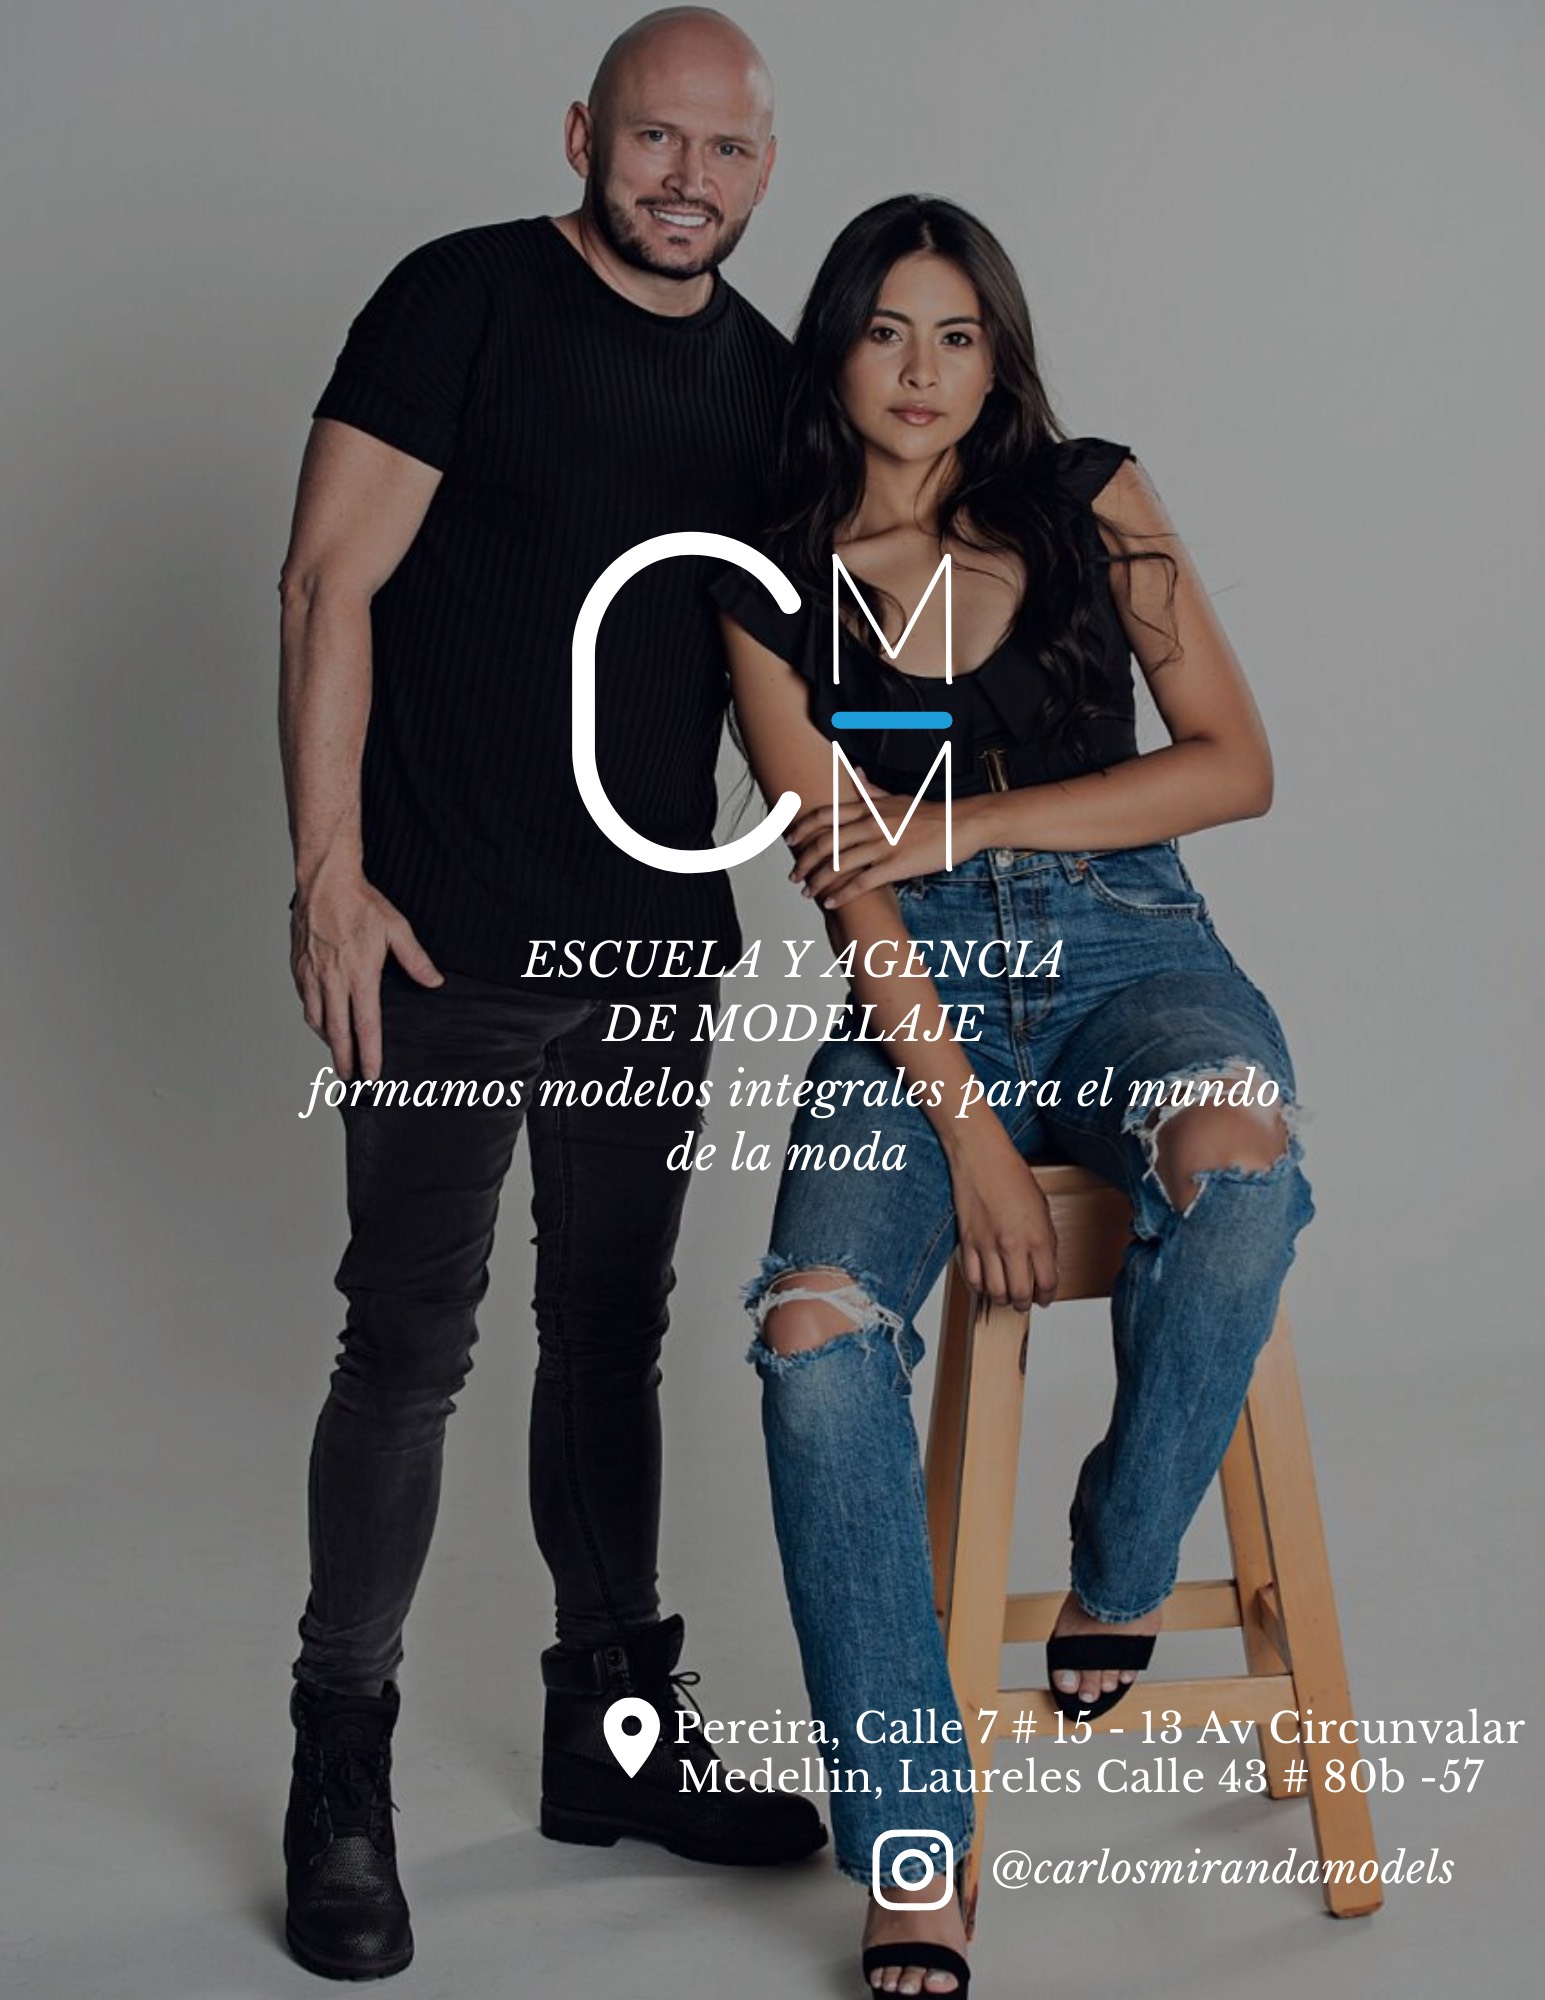 CM
M
ESCUELA Y AGENCIA
DE MODELAJE
formamos modelos integrales para el mundo
de la moda
Pereira, Calle 7 # 15 - 13 Av Circunvalar
Medellin, Laureles Calle 43 # 80b -57
@carlosmirandamodels